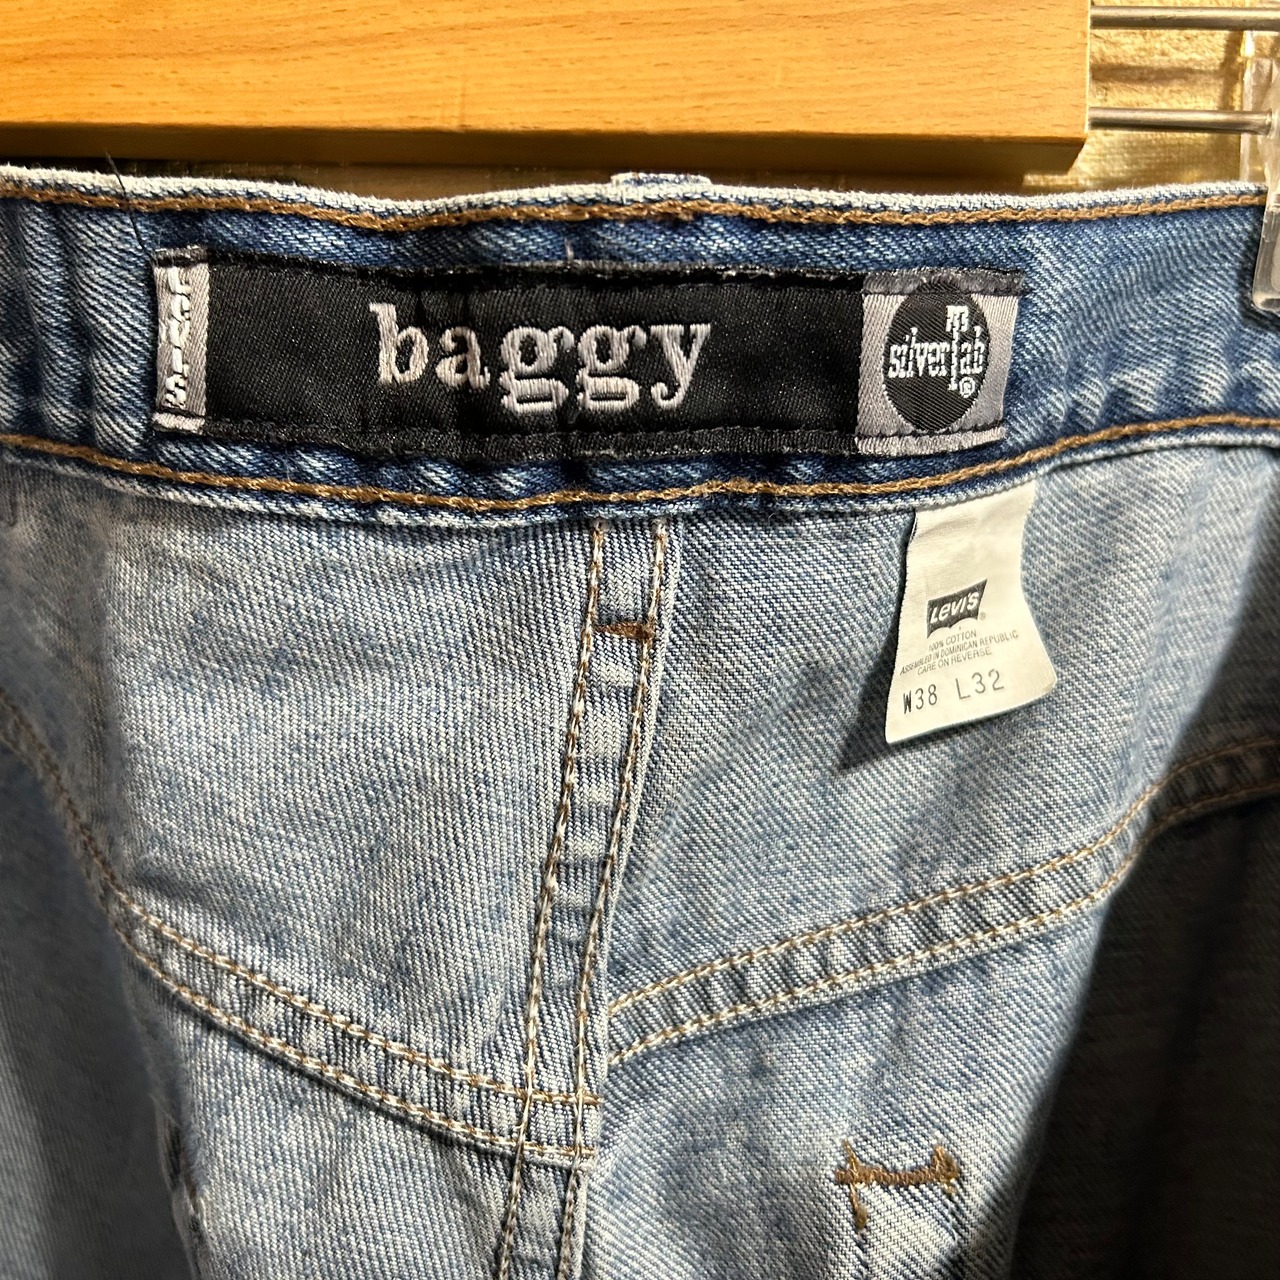 LEVI'S
baggy
silverTab
®
LEVI'S®
100% COTTON
ASSEMBLED IN DOMINICAN REPUBLIC
CARE ON REVERSE
W38 L32